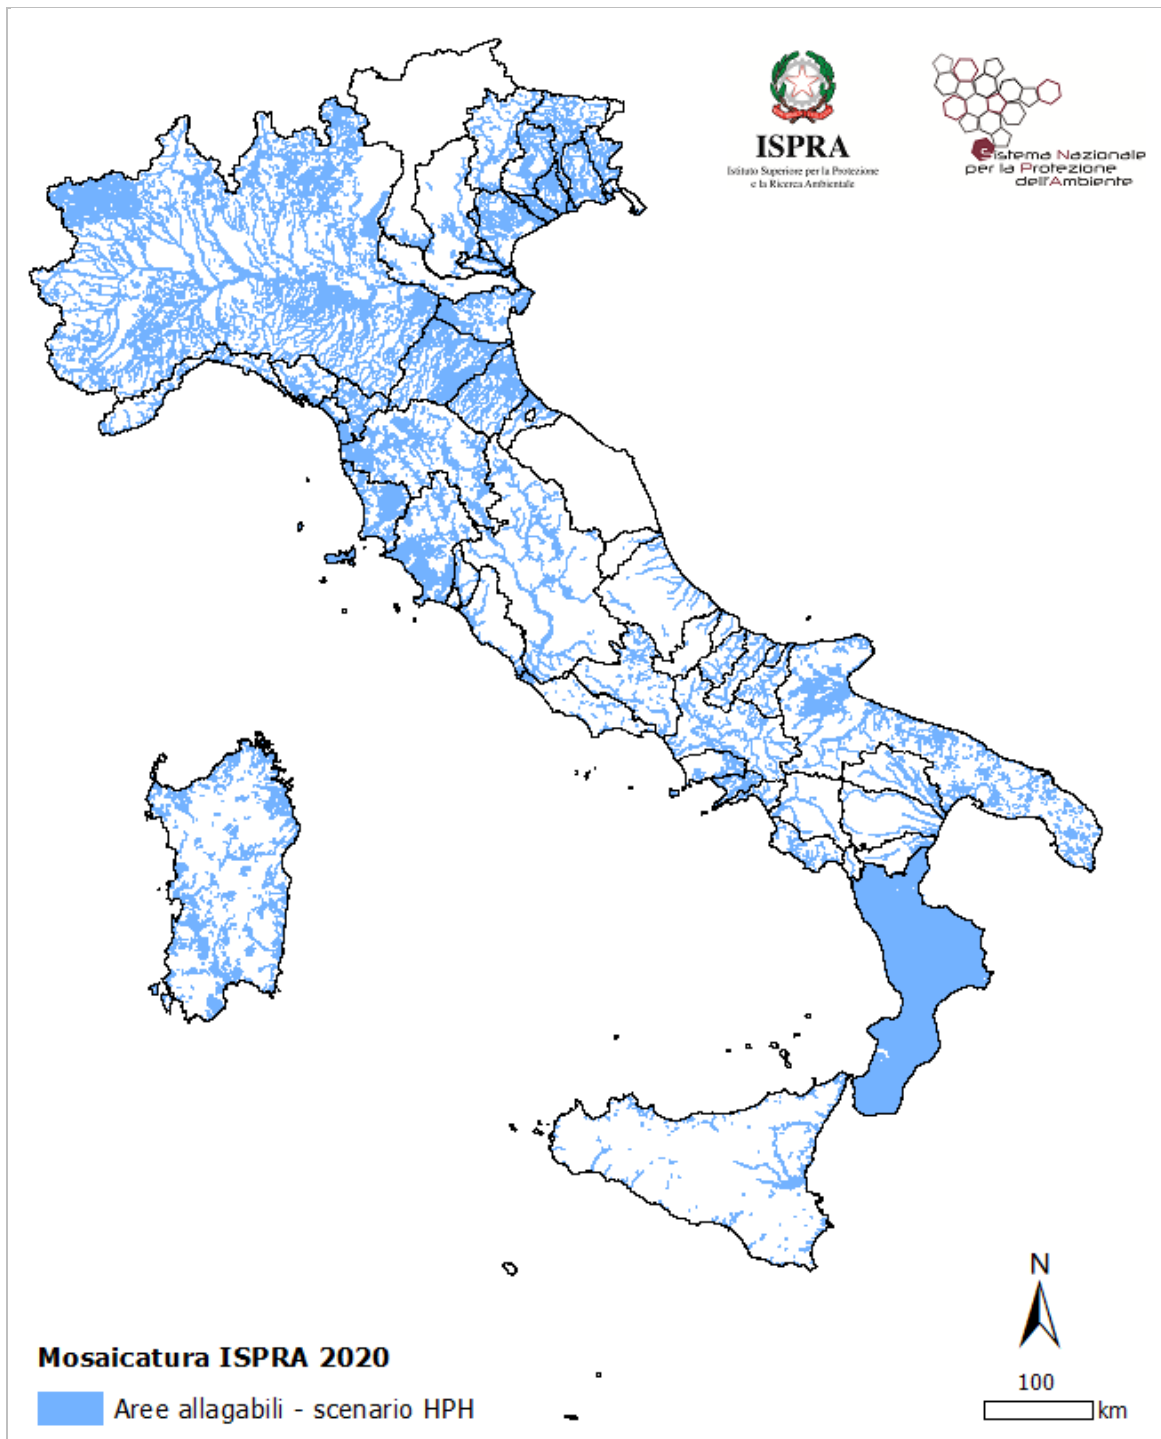 ISPRA
Istituto Superiore per la Protezione
e la Ricerca Ambientale
Sistema Nazionale
per la Protezione
dell'Ambiente
N
100
km
Mosaicatura ISPRA 2020
Aree allagabili - scenario HPH